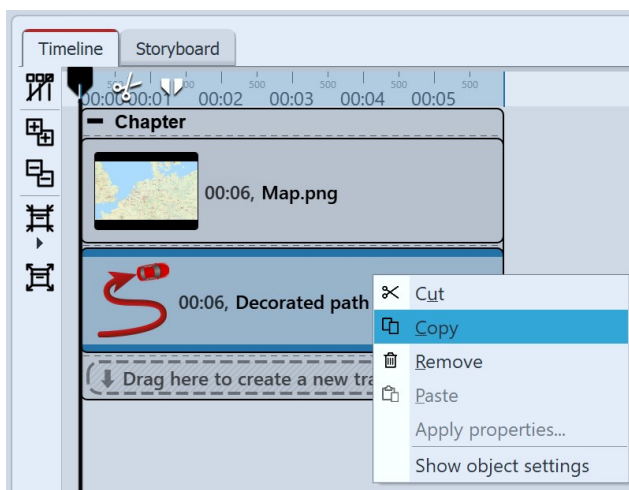 Timeline Storyboard
500 500 500 500 500
00:00 00:01 00:02 00:03 00:04 00:05
Chapter
00:06, Map.png
00:06, Decorated path
Drag here to create a new
Cut
Copy
Remove
Paste
Apply properties...
Show object settings